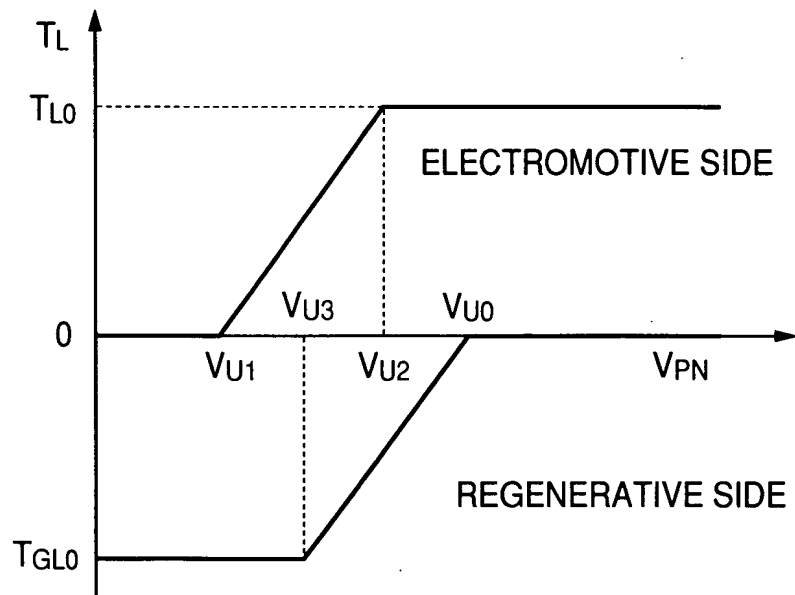 TL
TL0
ELECTROMOTIVE SIDE
VU3
VU0
0
VU1
VU2
VPN
REGENERATIVE SIDE
TGL0